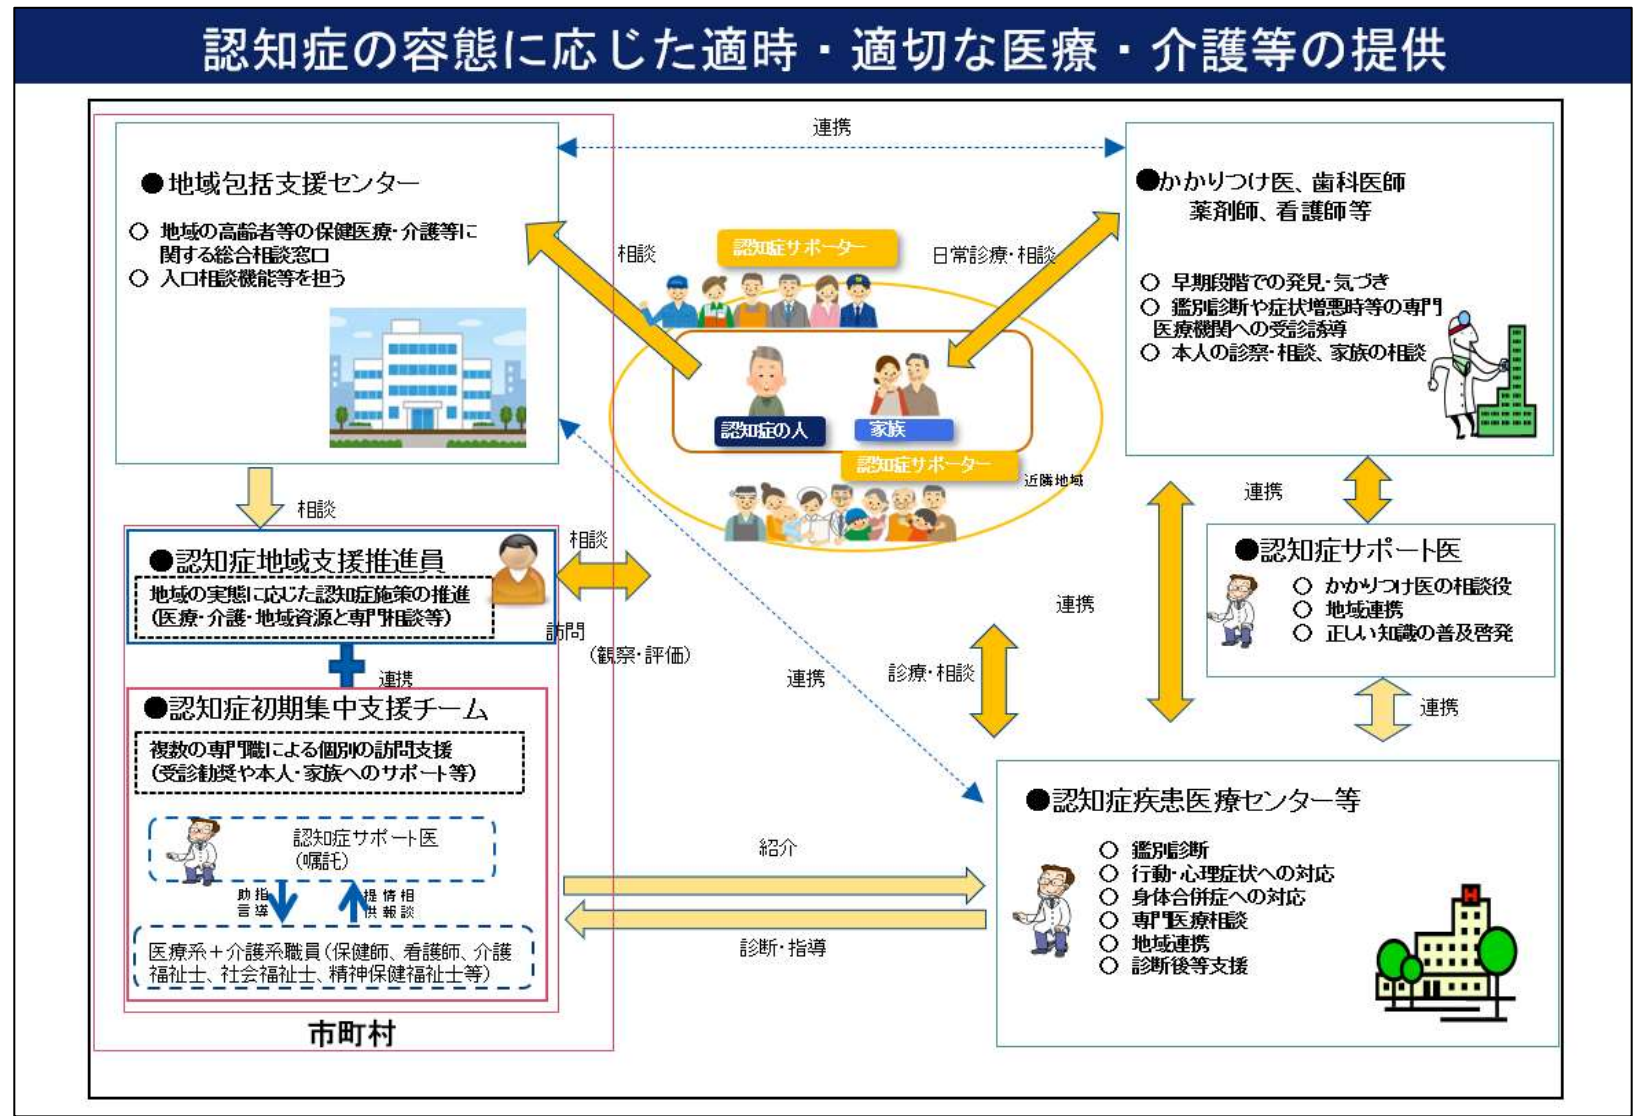 認知症の容態に応じた適時・適切な医療・介護等の提供
連携
●地域包括支援センター
○ 地域の高齢者等の保健医療・介護等に
関する総合相談窓口
○ 入口相談機能等を担う
相談
認知症サポーター
日常診療・相談
●かかりつけ医、歯科医師
薬剤師、看護師等
○ 早期段階での発見・気づき
○ 鑑別診断や症状増悪時等の専門
医療機関への受診誘導
○ 本人の診察・相談、家族の相談
認知症の人
家族
認知症サポーター
近隣地域
相談
●認知症地域支援推進員
地域の実態に応じた認知症施策の推進
(医療・介護・地域資源と専門相談等)
相談
訪問
(観察・評価)
連携
●認知症サポート医
○ かかりつけ医の相談役
○ 地域連携
○ 正しい知識の普及啓発
連携
連携
診療・相談
連携
連携
●認知症初期集中支援チーム
複数の専門職による個別の訪問支援
(受診勧奨や本人・家族へのサポート等)
認知症サポート医
(嘱託)
指導
助言
相談
情報
提供
医療系+介護系職員(保健師、看護師、介護
福祉士、社会福祉士、精神保健福祉士等)
市町村
紹介
診断・指導
●認知症疾患医療センター等
○ 鑑別診断
○ 行動・心理症状への対応
○ 身体合併症への対応
○ 専門医療相談
○ 地域連携
○ 診断後等支援
H